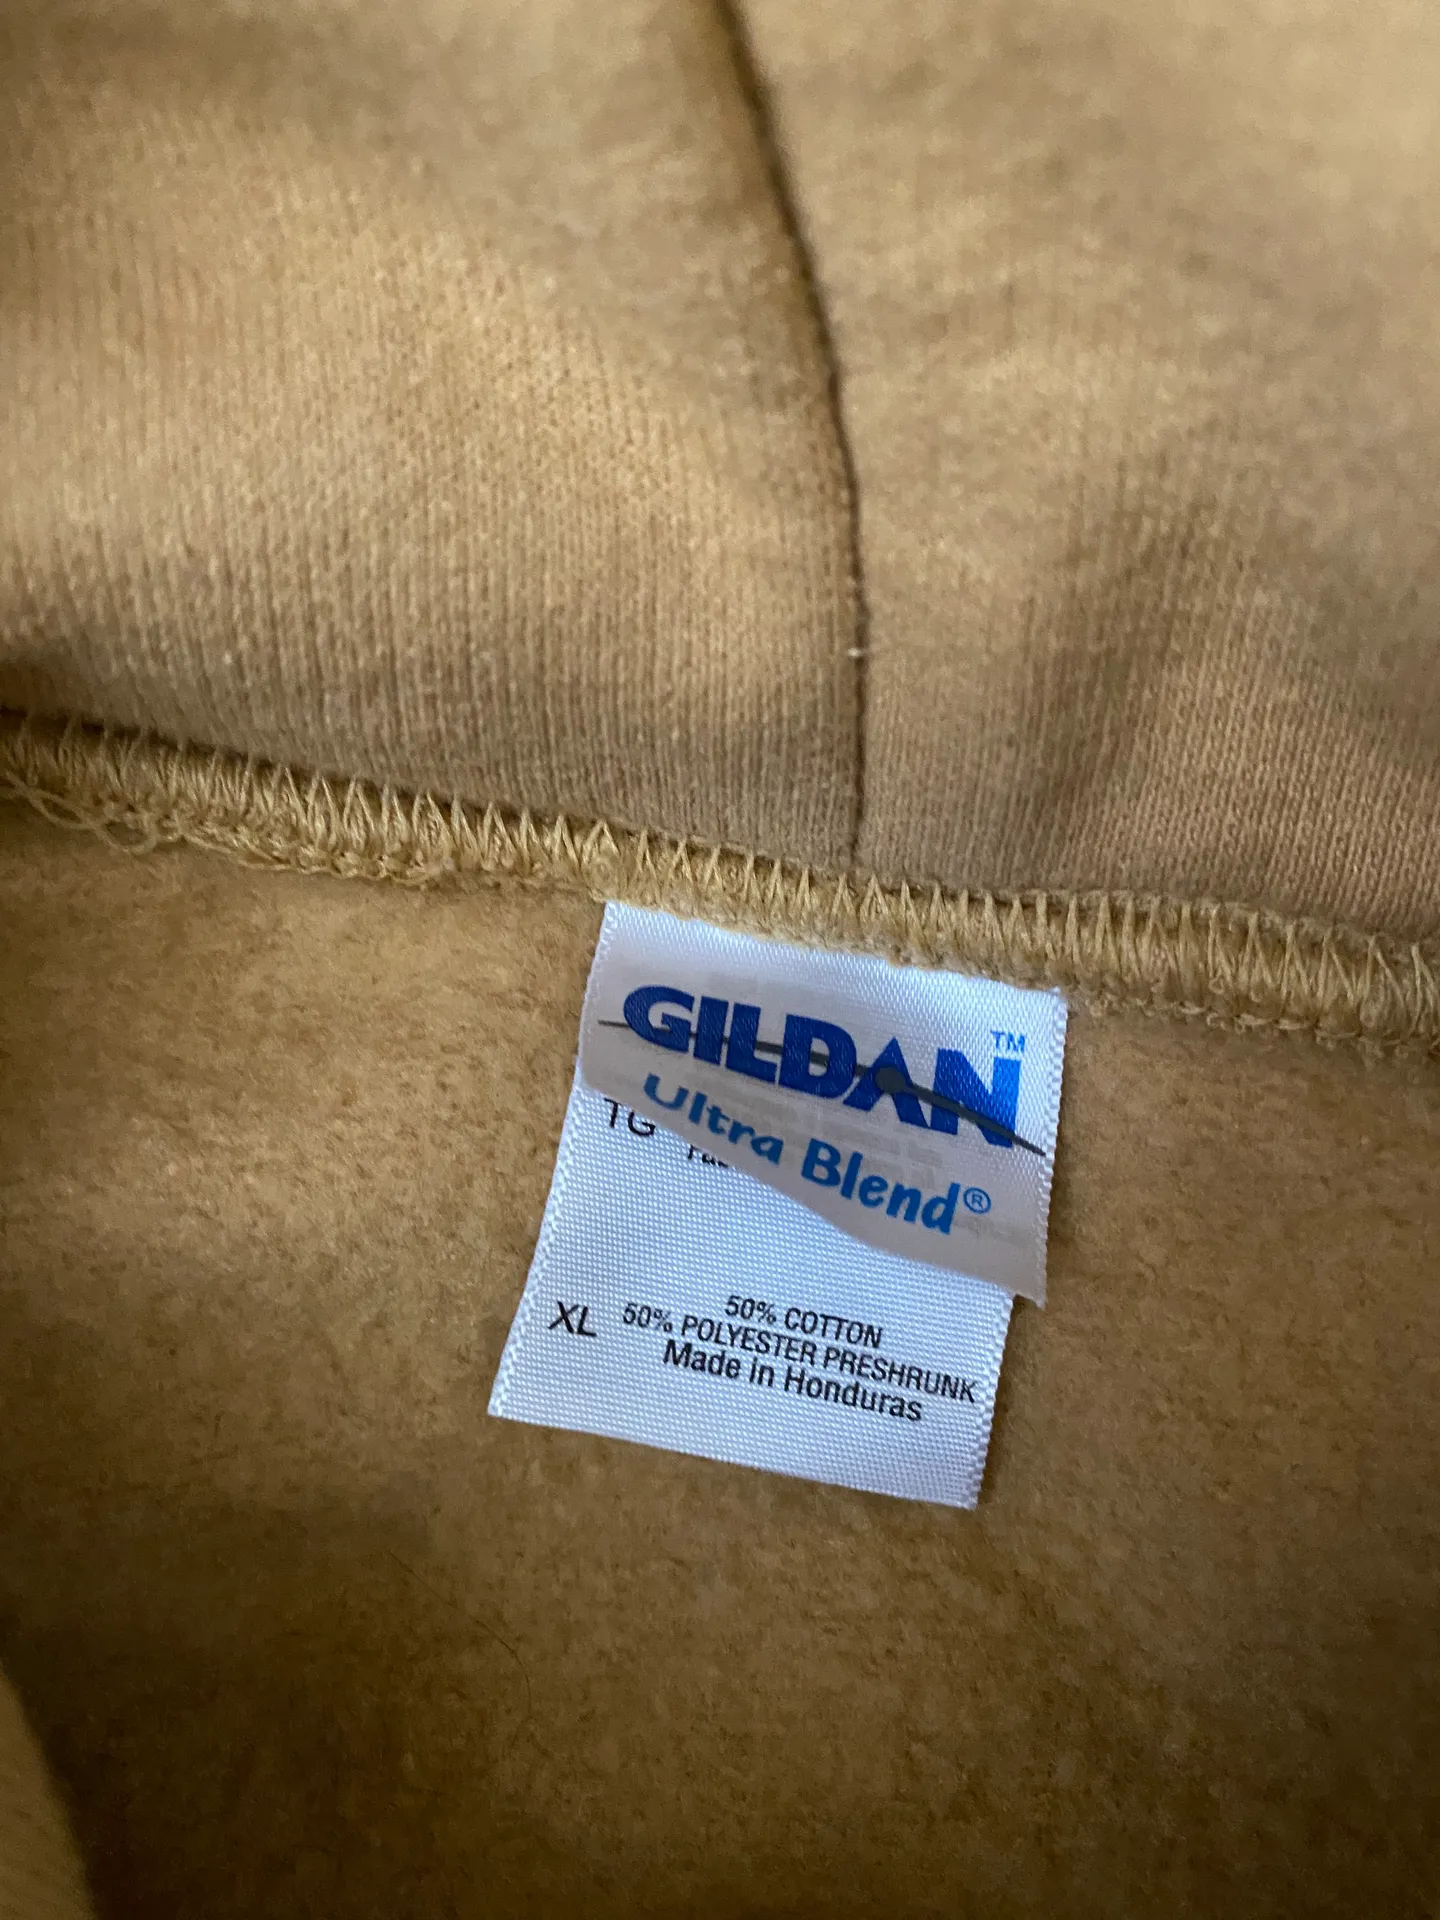 GILDAN™
Ultra Blend®
TG
XL
50% COTTON
50% POLYESTER PRESHRUNK
Made in Honduras